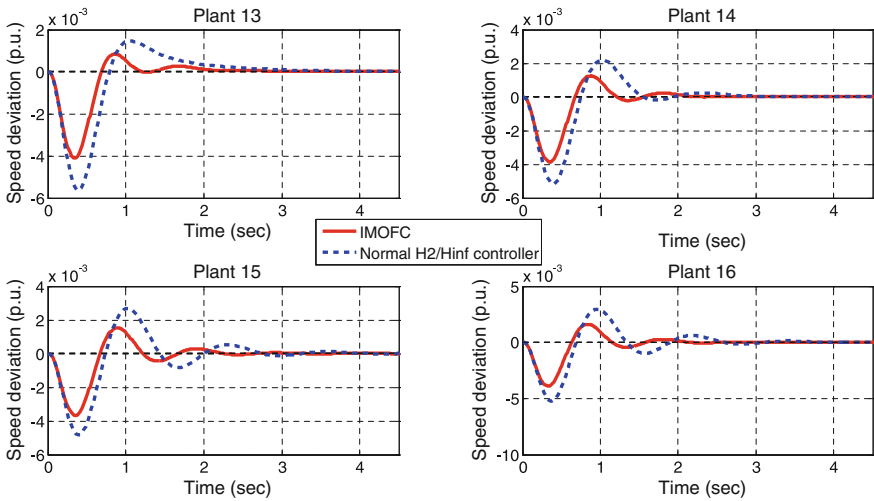 x 10-3
Plant 13
Speed deviation (p.u.)
2
0
-2
-4
-6
0
1
2
3
4
Time (sec)
x 10-3
Plant 14
Speed deviation (p.u.)
4
2
0
-2
-4
-6
0
1
2
3
4
Time (sec)
IMOFC
Normal H2/Hinf controller
x 10-3
Plant 15
Speed deviation (p.u.)
4
2
0
-2
-4
-6
0
1
2
3
4
Time (sec)
x 10-3
Plant 16
Speed deviation (p.u.)
5
0
-5
-10
0
1
2
3
4
Time (sec)